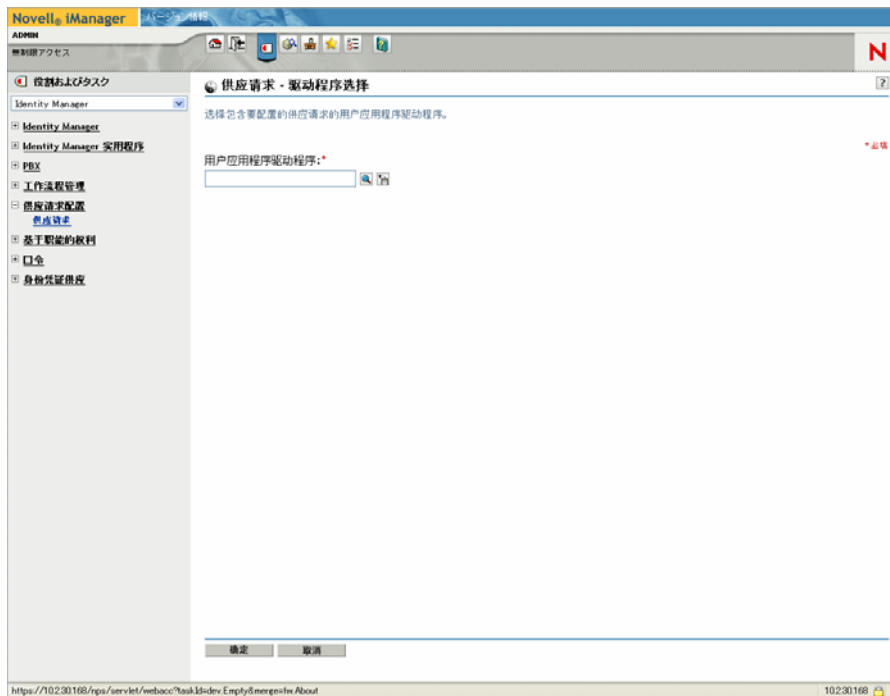 Novell® iManager バージョン情報
ADMIN
無制限アクセス
N
役割およびタスク
Identity Manager
Identity Manager
Identity Manager 实用程序
PBX
工作流程管理
供应请求配置
供应请求
基于职能的权利
口令
身份凭证供应
供应请求 - 驱动程序选择
?
选择包含要配置的供应请求的用户应用程序驱动程序。
*必填
用户应用程序驱动程序:*
确定 取消
https://10.2.30.168/nps/servlet/webacc?taskId=dev.Empty&merge=fw.About
10.2.30.168